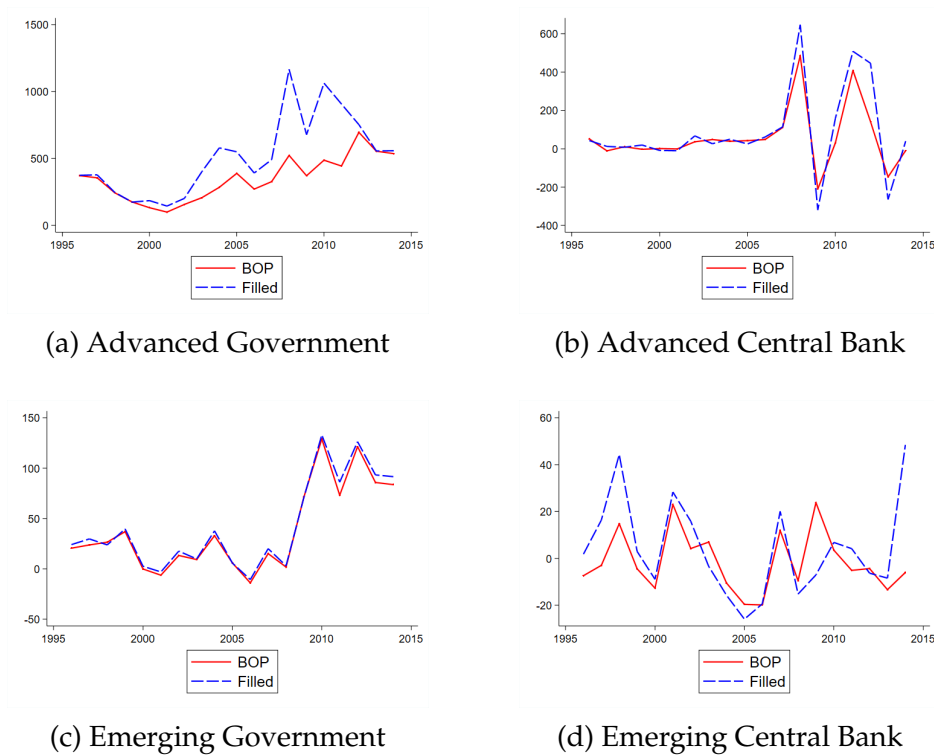 1500
1000
500
0
1995 2000 2005 2010 2015
BOP
Filled
(a) Advanced Government
600
400
200
0
-200
-400
1995 2000 2005 2010 2015
BOP
Filled
(b) Advanced Central Bank
150
100
50
0
-50
1995 2000 2005 2010 2015
BOP
Filled
(c) Emerging Government
60
40
20
0
-20
1995 2000 2005 2010 2015
BOP
Filled
(d) Emerging Central Bank